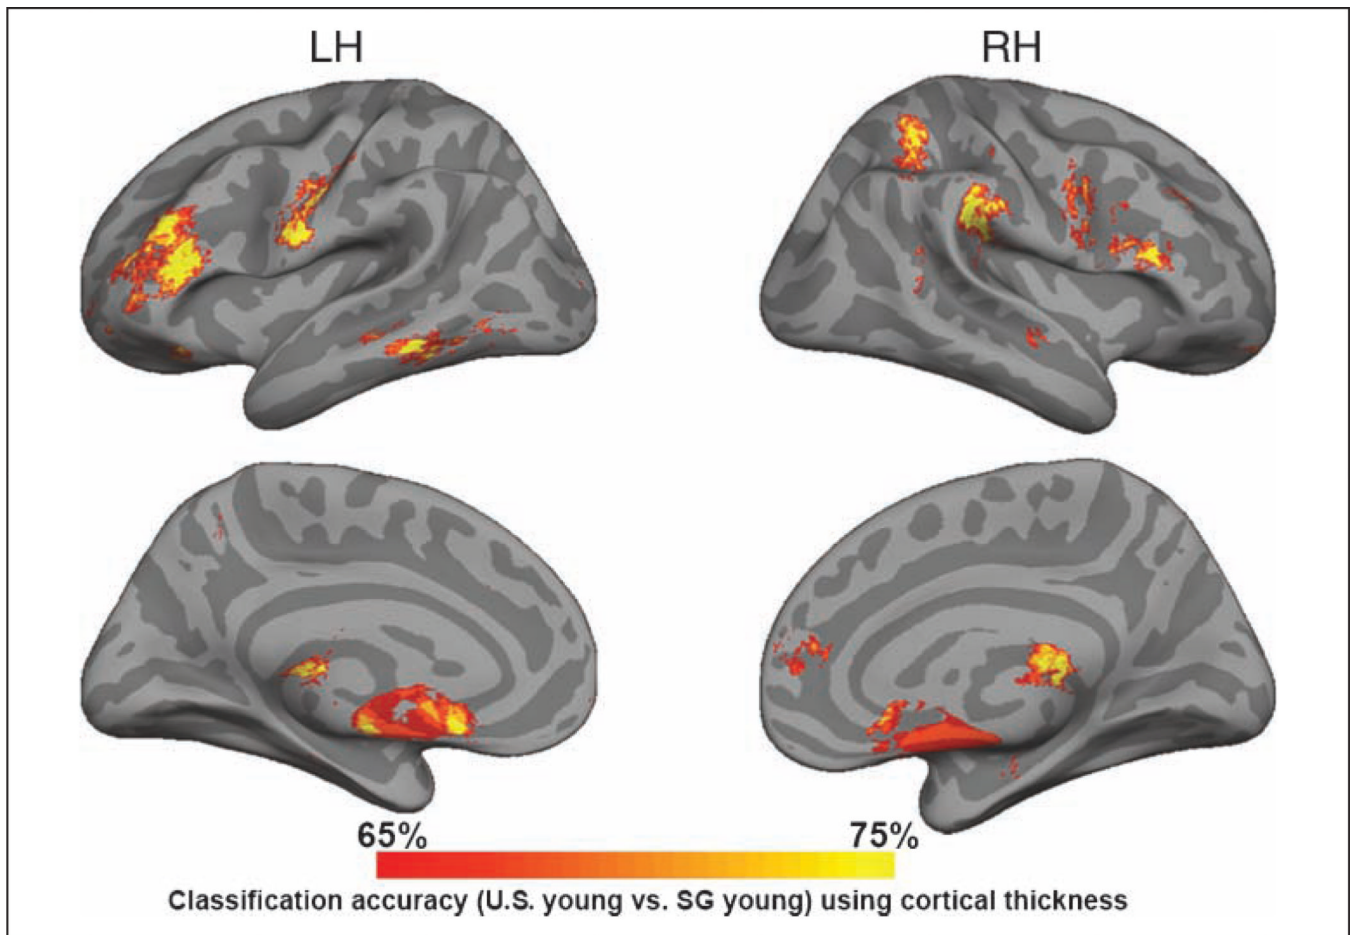 LH
RH
65%
75%
Classification accuracy (U.S. young vs. SG young) using cortical thickness